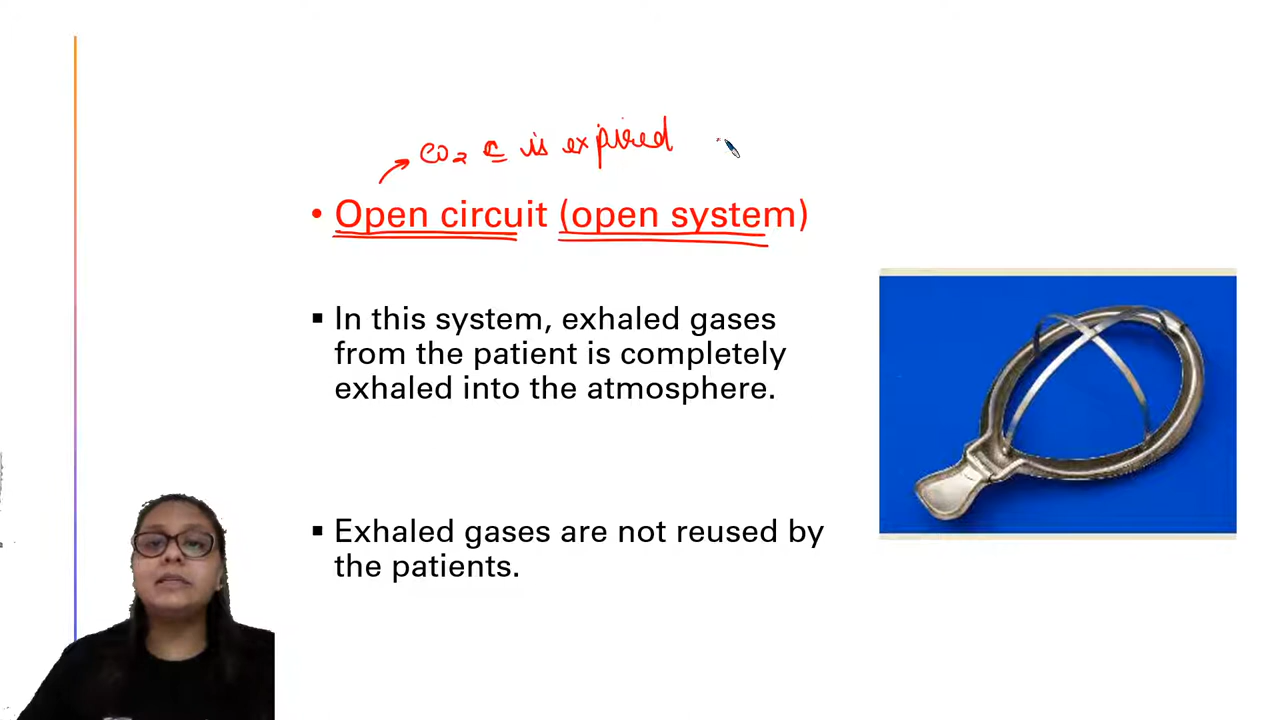 CO2 c is expired
• Open circuit (open system)
▪ In this system, exhaled gases
from the patient is completely
exhaled into the atmosphere.
▪ Exhaled gases are not reused by
the patients.